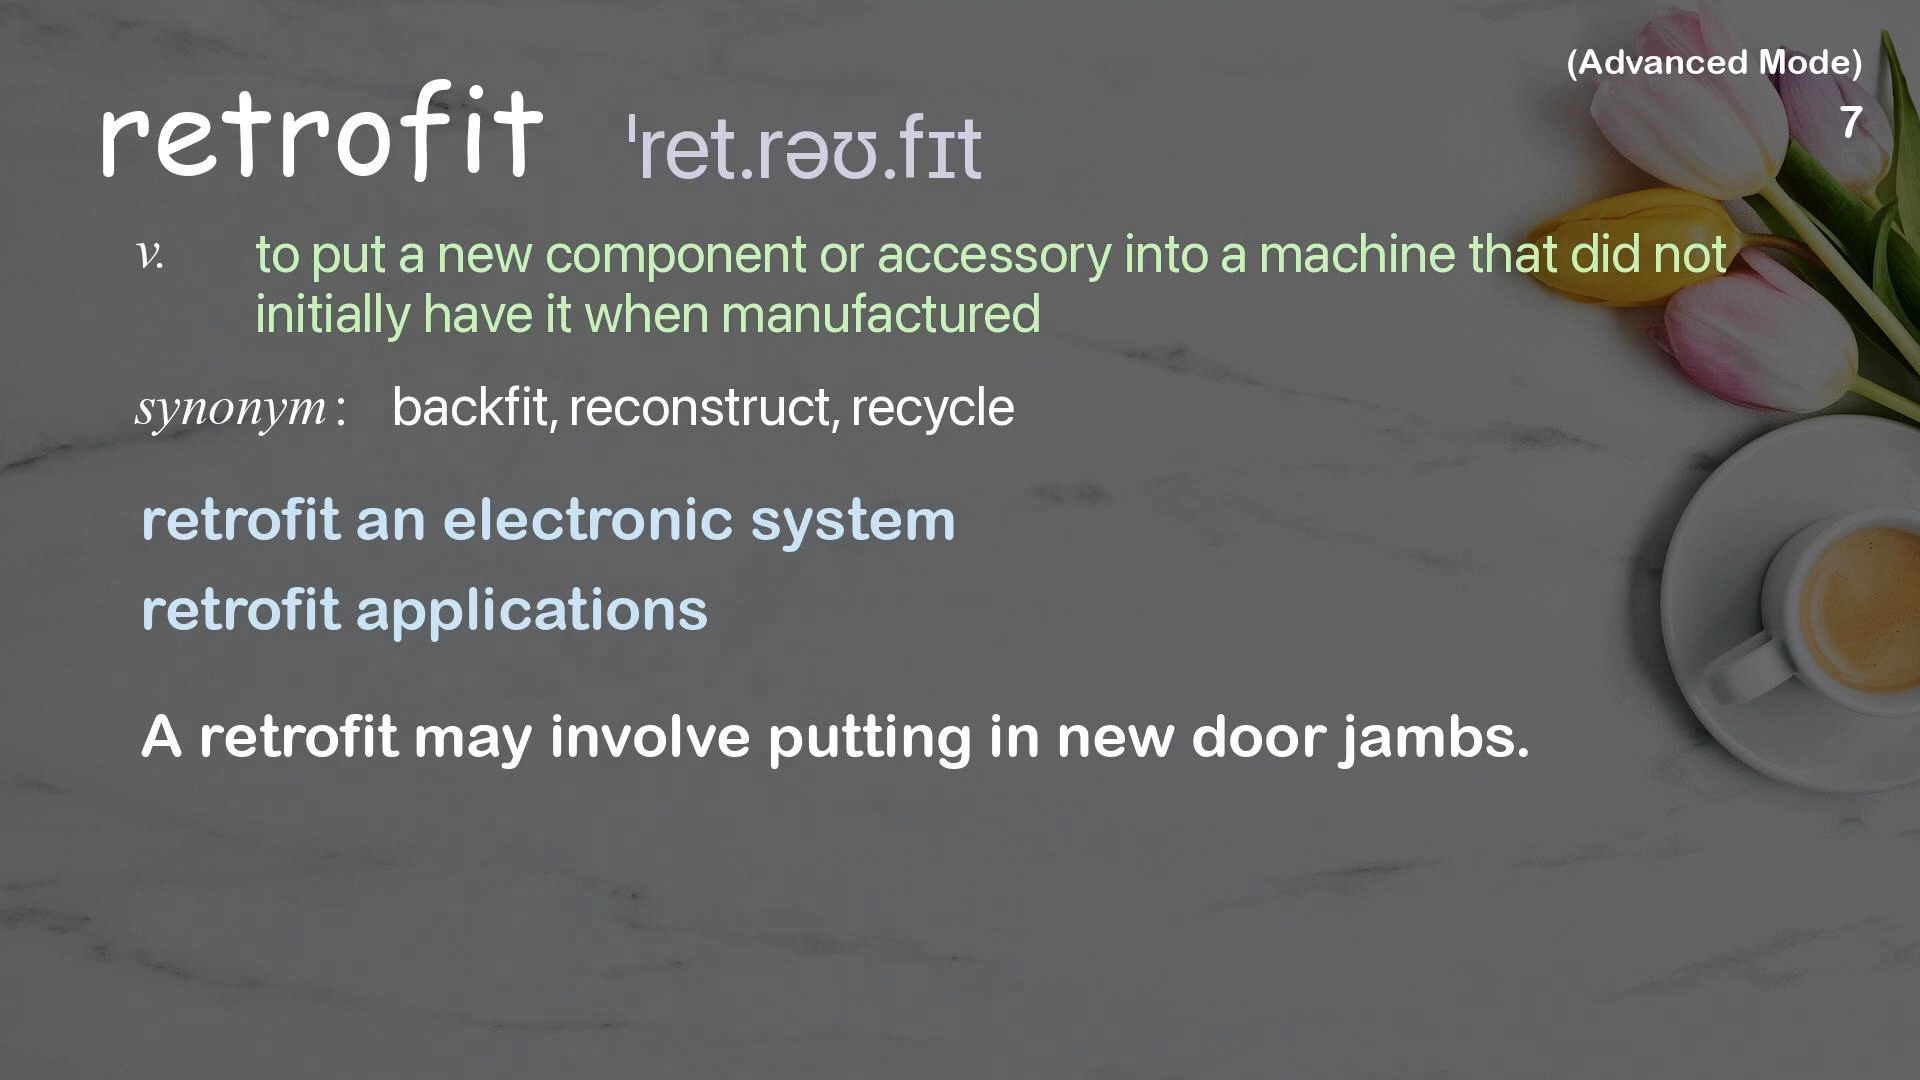 (Advanced Mode)
7
retrofit ˈret.rəʊ.fɪt
v. to put a new component or accessory into a machine that did not
initially have it when manufactured
synonym: backfit, reconstruct, recycle
retrofit an electronic system
retrofit applications
A retrofit may involve putting in new door jambs.